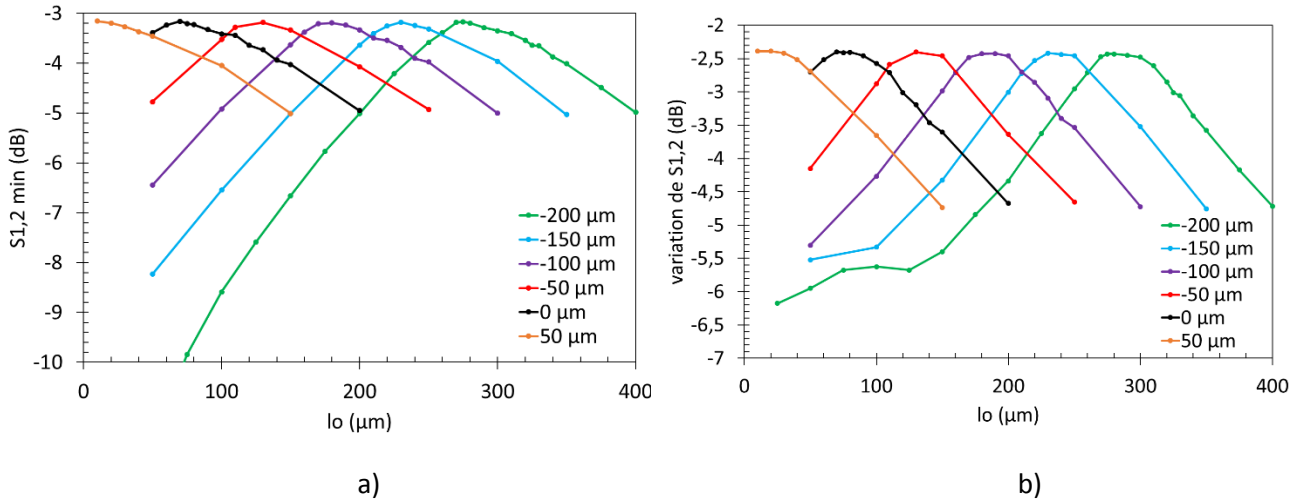 -3
-4
-5
-6
-7
-8
-9
-10
S1,2 min (dB)
0
100
200
300
400
lo (µm)
-200 µm
-150 µm
-100 µm
-50 µm
0 µm
50 µm
a)
-2
-2,5
-3
-3,5
-4
-4,5
-5
-5,5
-6
-6,5
-7
variation de S1,2 (dB)
0
100
200
300
400
lo (µm)
-200 µm
-150 µm
-100 µm
-50 µm
0 µm
50 µm
b)